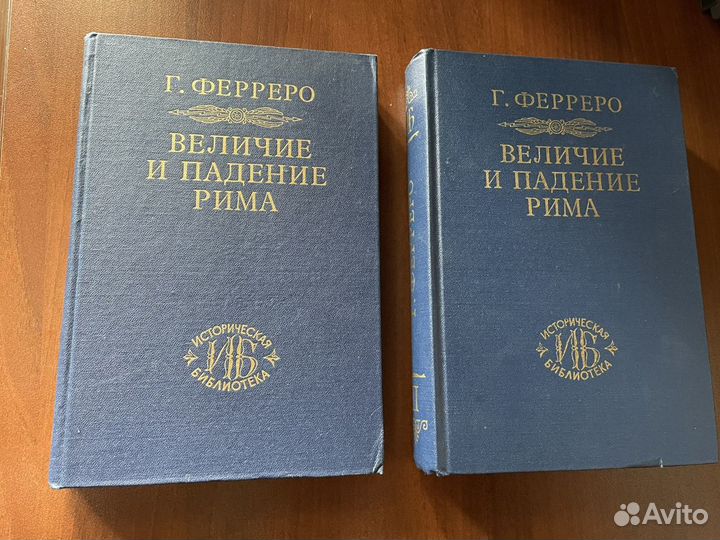 Г. ФЕРРЕРО
ВЕЛИЧИЕ
И ПАДЕНИЕ
РИМА
ИСТОРИЧЕСКАЯ
ИБ
БИБЛИОТЕКА
Г. ФЕРРЕРО
ВЕЛИЧИЕ
И ПАДЕНИЕ
РИМА
ИСТОРИЧЕСКАЯ
ИБ
БИБЛИОТЕКА
Avito